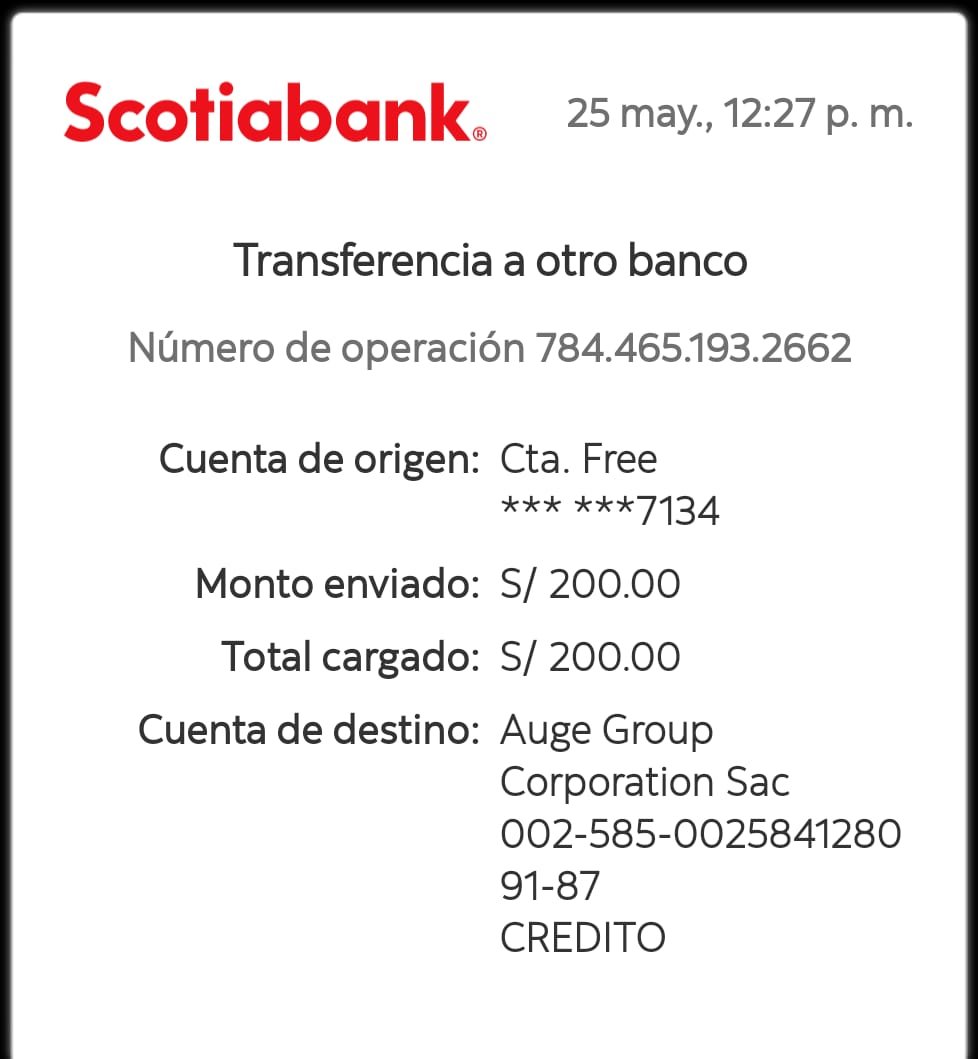 Scotiabank®
25 may., 12:27 p. m.
Transferencia a otro banco
Número de operación 784.465.193.2662
Cuenta de origen: Cta. Free
*** ***7134
Monto enviado: S/ 200.00
Total cargado: S/ 200.00
Cuenta de destino: Auge Group
Corporation Sac
002-585-0025841280
91-87
CREDITO